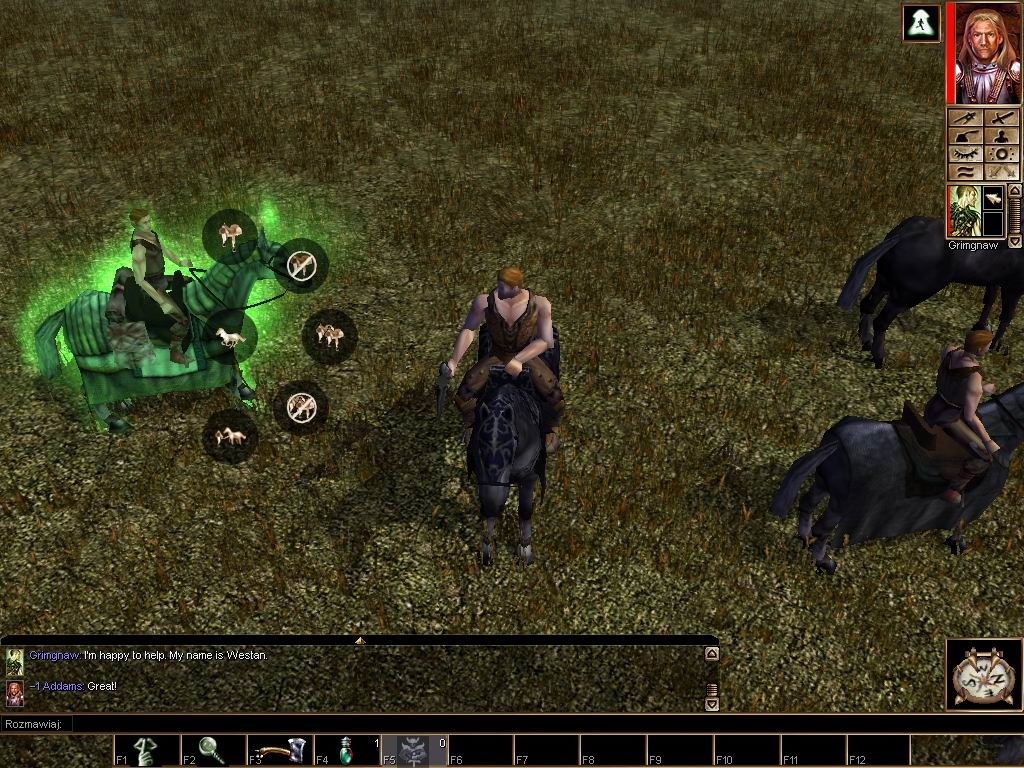 Grimgnaw
Grimgnaw: I'm happy to help. My name is Westan.
~1 Addams: Great!
Rozmawiaj:
F1 F2 F3 F4 1 F5 0 F6 F7 F8 F9 F10 F11 F12